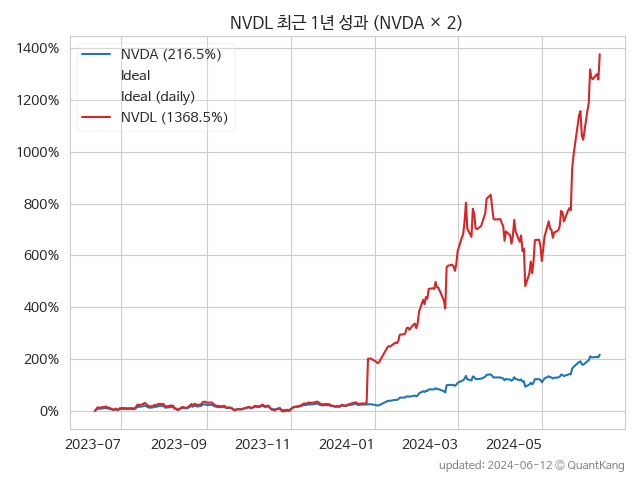 NVDL 최근 1년 성과 (NVDA × 2)
1400%
1200%
1000%
800%
600%
400%
200%
0%
NVDA (216.5%)
Ideal
Ideal (daily)
NVDL (1368.5%)
2023-07 2023-09 2023-11 2024-01 2024-03 2024-05
updated: 2024-06-12 © QuantKang